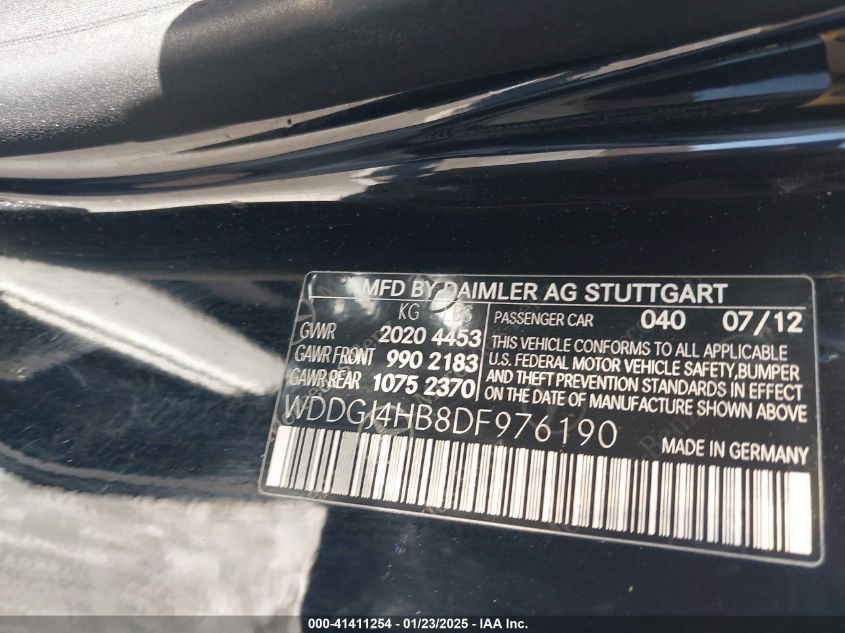 MFD BY DAIMLER AG STUTTGART
KG LBS
GVWR 2020 4453
GAWR FRONT 990 2183
GAWR REAR 1075 2370
PASSENGER CAR 040 07/12
THIS VEHICLE CONFORMS TO ALL APPLICABLE
U.S. FEDERAL MOTOR VEHICLE SAFETY,BUMPER
AND THEFT PREVENTION STANDARDS IN EFFECT
ON THE DATE OF MANUFACTURE SHOWN ABOVE
WDDGJ4HB8DF976190
MADE IN GERMANY
000-41411254 - 01/23/2025 - IAA Inc.